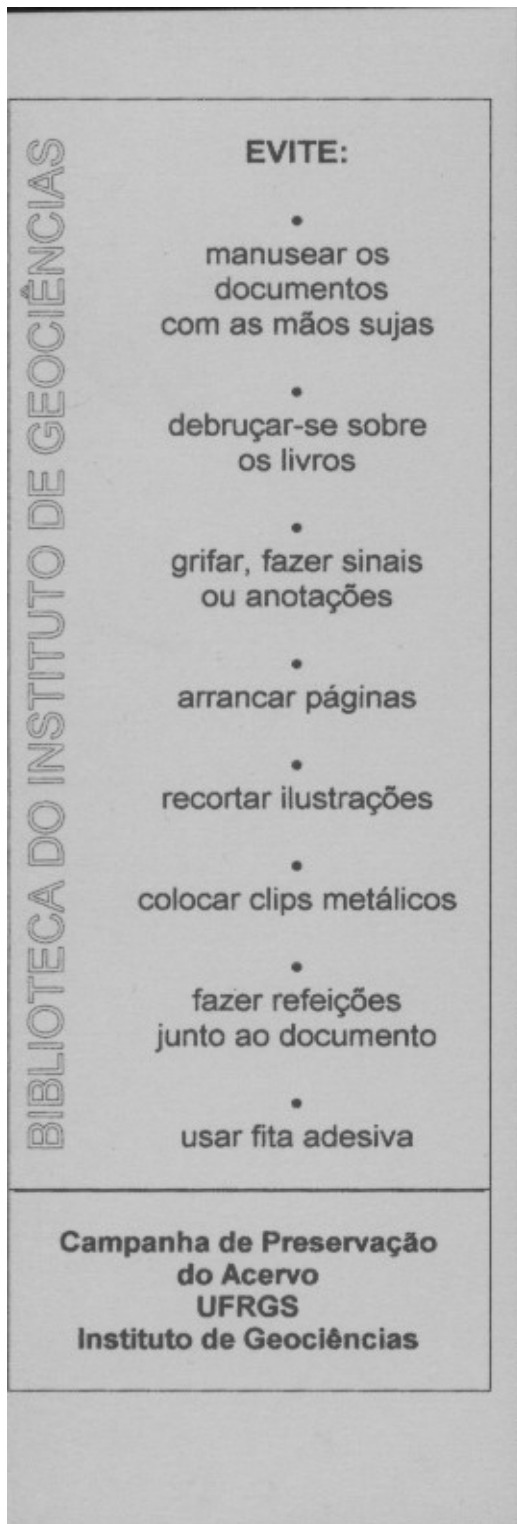 BIBLIOTECA DO INSTITUTO DE GEOCIÊNCIAS
EVITE:
•
manusear os
documentos
com as mãos sujas
•
debruçar-se sobre
os livros
•
grifar, fazer sinais
ou anotações
•
arrancar páginas
•
recortar ilustrações
•
colocar clips metálicos
•
fazer refeições
junto ao documento
•
usar fita adesiva
Campanha de Preservação
do Acervo
UFRGS
Instituto de Geociências